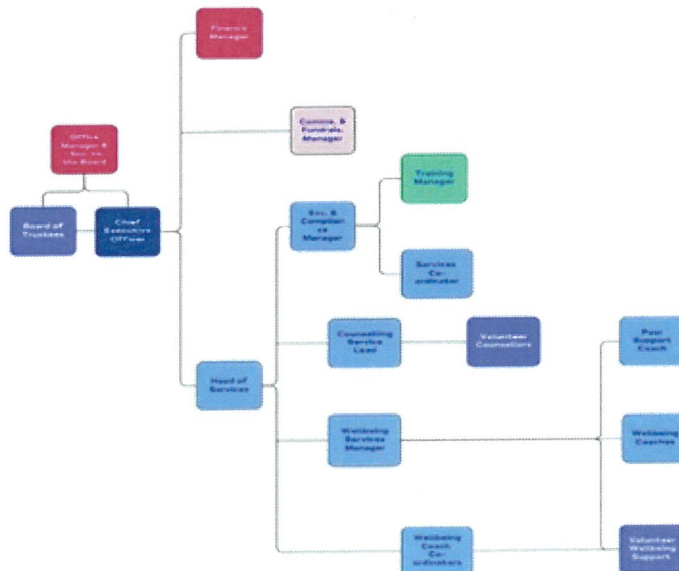 Finance
Manager
Office
Manager &
Sec. to
the Board
Comms. &
Fundrais.
Manager
Training
Manager
Board of
Trustees
Chief
Executive
Officer
Svc. &
Complian
ce Manager
Services
Co-
ordinator
Counselling
Service
Lead
Volunteer
Counsellors
Peer
Support
Coach
Head of
Services
Wellbeing
Services
Manager
Wellbeing
Coaches
Wellbeing
Coach
Co-
ordinators
Volunteer
Wellbeing
Support